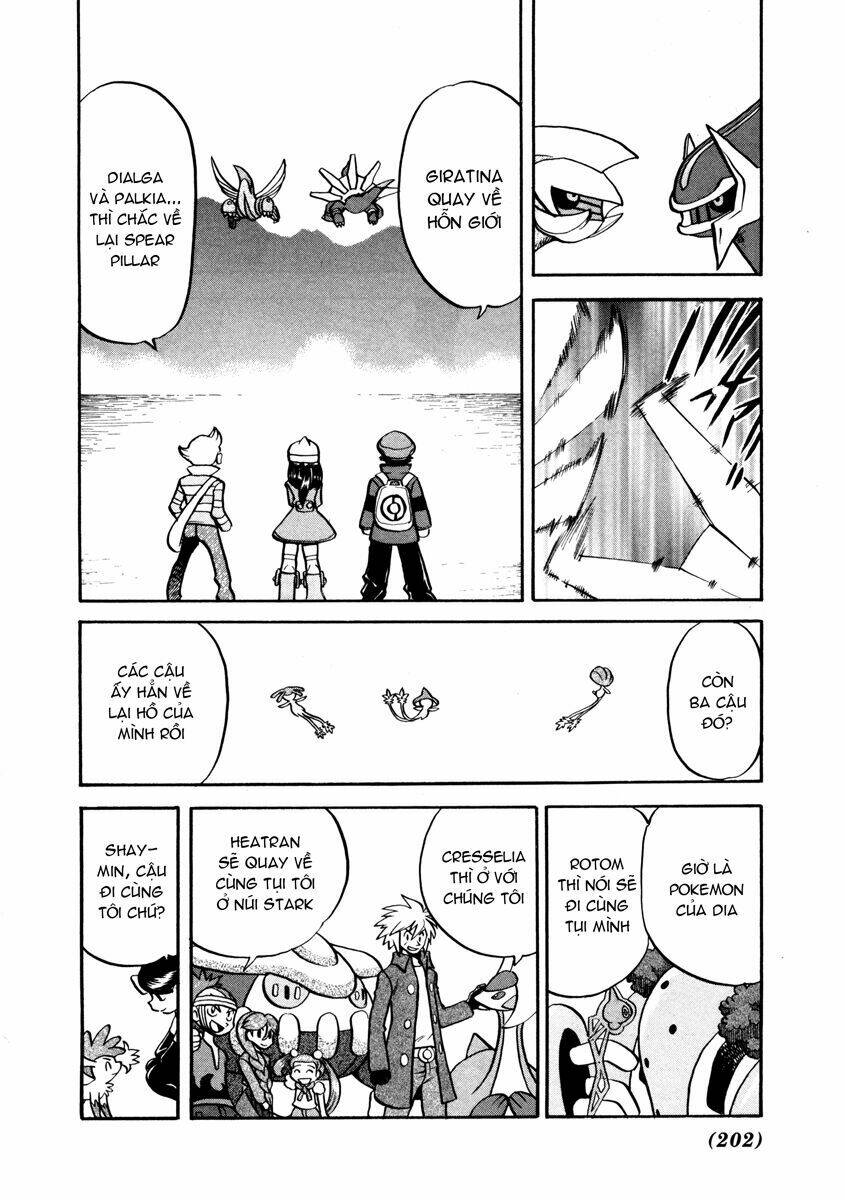 GIRATINA
QUAY VỀ
HỖN GIỚI
DIALGA
VÀ PALKIA...
THÌ CHẮC VỀ
LẠI SPEAR
PILLAR
CÒN
BA CẬU
ĐÓ?
CÁC CẬU
ẤY HẲN VỀ
LẠI HỒ CỦA
MÌNH RỒI
GIỜ LÀ
POKEMON
CỦA DIA
ROTOM
THÌ NÓI SẼ
ĐI CÙNG
TỤI MÌNH
CRESSELIA
THÌ Ở VỚI
CHÚNG TÔI
HEATRAN
SẼ QUAY VỀ
CÙNG TỤI TÔI
Ở NÚI STARK
SHAY-
MIN, CẬU
ĐI CÙNG
TÔI CHỨ?
(202)